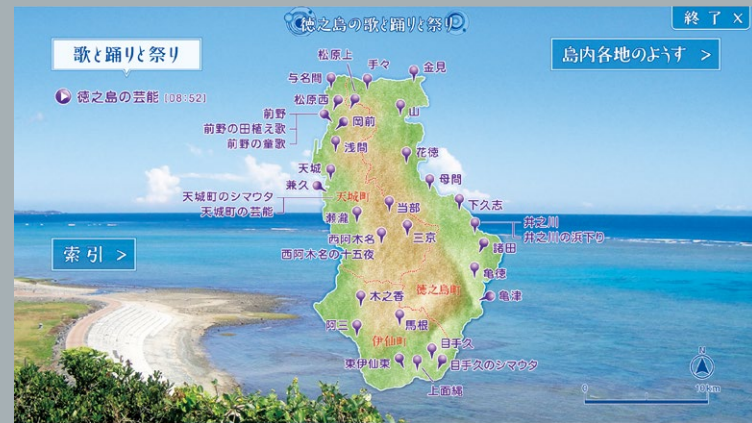 徳之島の歌と踊りと祭り
終了 ×
歌と踊りと祭り
島内各地のようす >
徳之島の芸能 [08:52]
松原上
手々
金見
与名間
松原西
山
前野
岡前
前野の田植え歌
前野の童歌
浅間
花徳
天城
母間
兼久
天城町
天城町のシマウタ
天城町の芸能
当部
下久志
瀬瀧
井之川
三京
井之川の浜下り
西阿木名
諸田
西阿木名の十五夜
索引 >
亀徳
徳之島町
木之香
亀津
阿三
馬根
伊仙町
目手久
東伊仙東
目手久のシマウタ
上面縄
N
0
10km